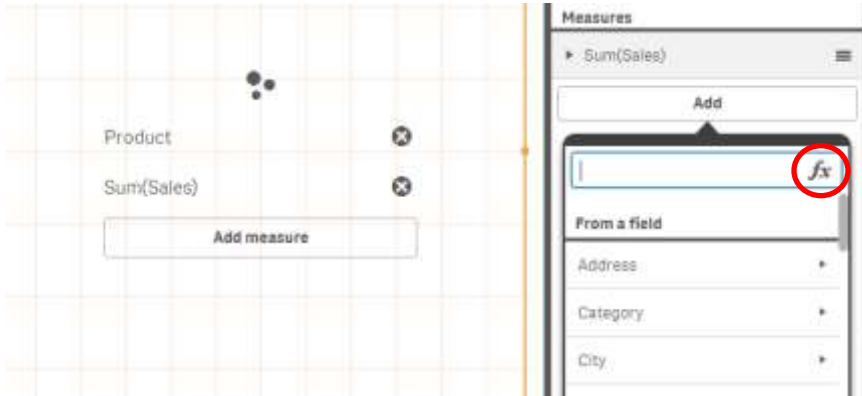 Product
Sum(Sales)
Add measure
Measures
Sum(Sales)
Add
fx
From a field
Address
Category
City